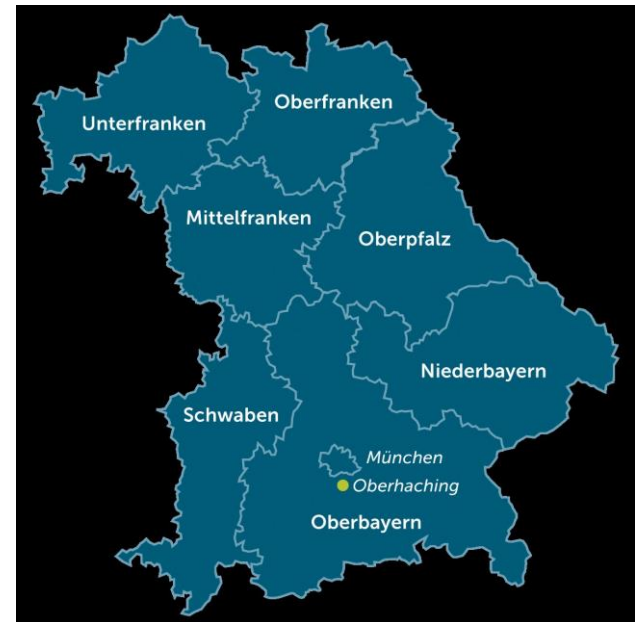 Oberfranken
Unterfranken
Mittelfranken
Oberpfalz
Niederbayern
Schwaben
München
Oberhaching
Oberbayern